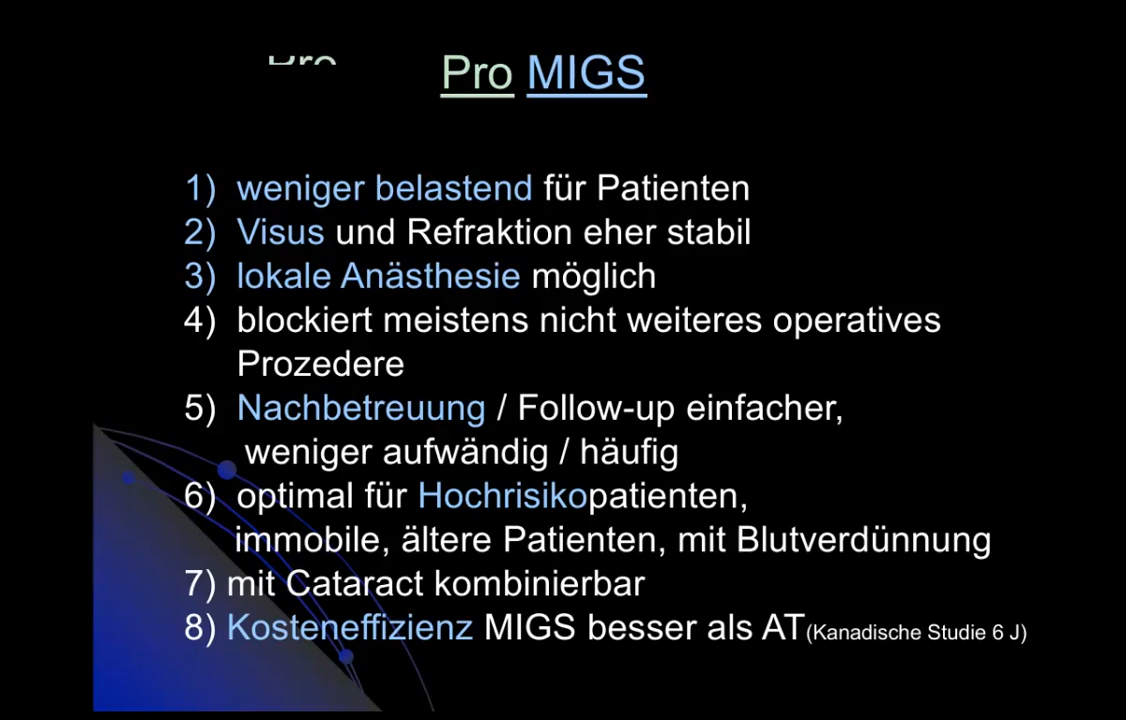 Pro
Pro MIGS
1) weniger belastend für Patienten
2) Visus und Refraktion eher stabil
3) lokale Anästhesie möglich
4) blockiert meistens nicht weiteres operatives
Prozedere
5) Nachbetreuung / Follow-up einfacher,
weniger aufwändig / häufig
6) optimal für Hochrisikopatienten,
immobile, ältere Patienten, mit Blutverdünnung
7) mit Cataract kombinierbar
8) Kosteneffizienz MIGS besser als AT(Kanadische Studie 6 J)